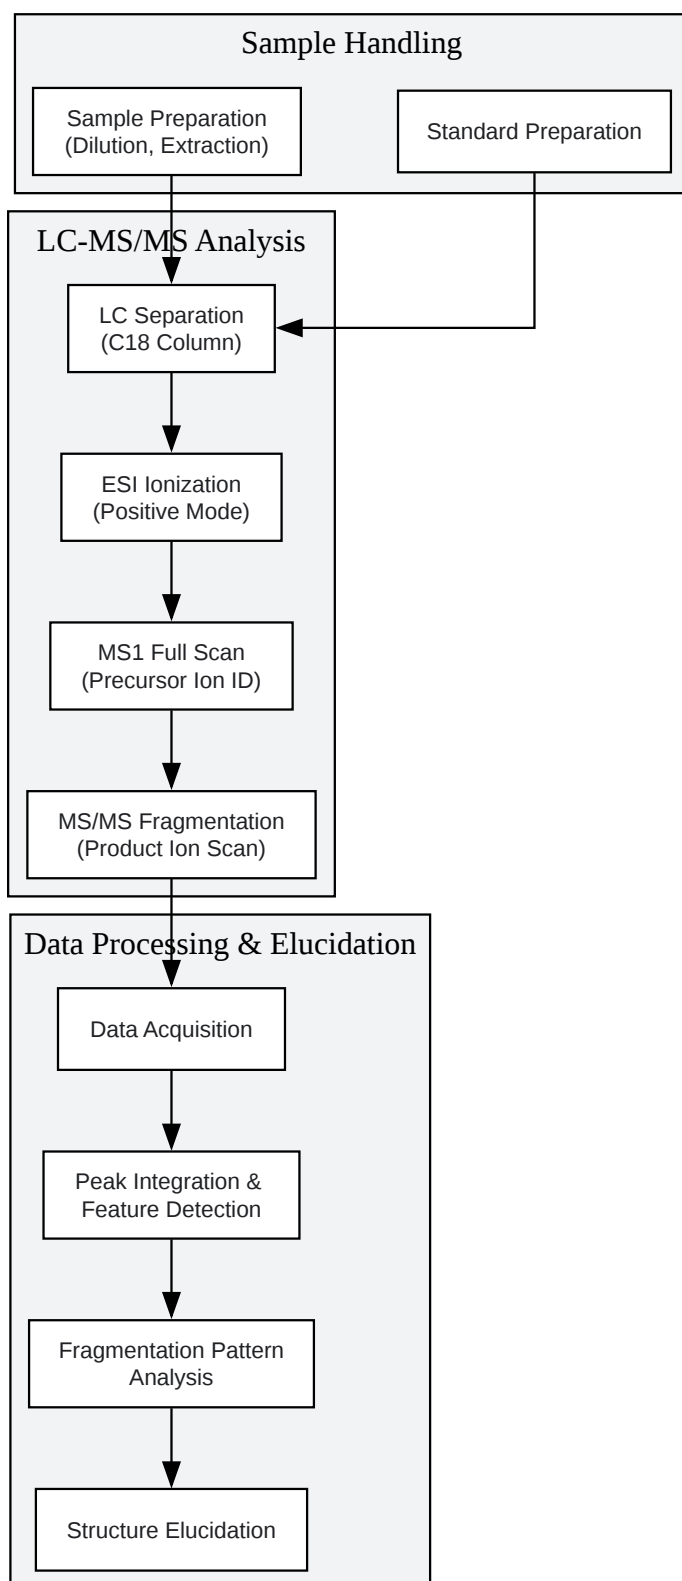 Sample Handling
Sample Preparation
(Dilution, Extraction)
Standard Preparation
LC-MS/MS Analysis
LC Separation
(C18 Column)
ESI Ionization
(Positive Mode)
MS1 Full Scan
(Precursor Ion ID)
MS/MS Fragmentation
(Product Ion Scan)
Data Processing & Elucidation
Data Acquisition
Peak Integration &
Feature Detection
Fragmentation Pattern
Analysis
Structure Elucidation